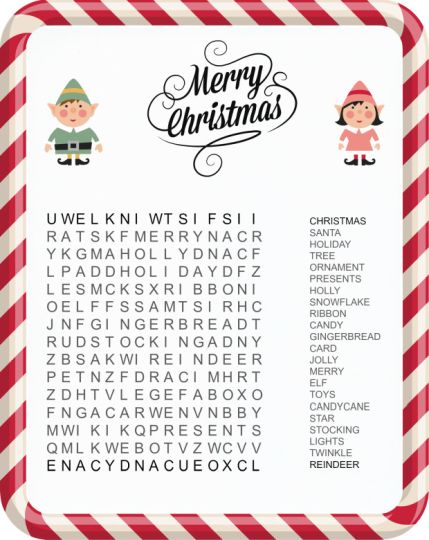 Merry
Christmas
UWELKNIWTSIFSII
RATSKFMERRYNACR
YKGMAHOLLYDNACF
LPADDHOLIDAYDFZ
LESMCKSXRIBBONI
OELFFSSAMTSIRHC
JNFGINGERBREADT
RUDSTOCKINGADNY
ZBSAKWIREINDEER
PETNZFDRACIMHRT
ZDHTVLEGEFABOXO
FNGACARWENVNBBY
MWIKIKQPRESENTS
QMLKWEBOTVZWCVV
ENACYDNACUEOXCL
CHRISTMAS
SANTA
HOLIDAY
TREE
ORNAMENT
PRESENTS
HOLLY
SNOWFLAKE
RIBBON
CANDY
GINGERBREAD
CARD
JOLLY
MERRY
ELF
TOYS
CANDYCANE
STAR
STOCKING
LIGHTS
TWINKLE
REINDEER